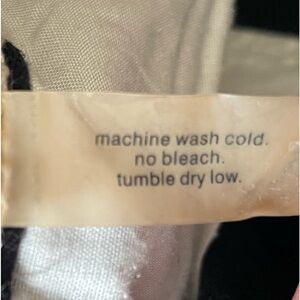 machine wash cold.
no bleach.
tumble dry low.